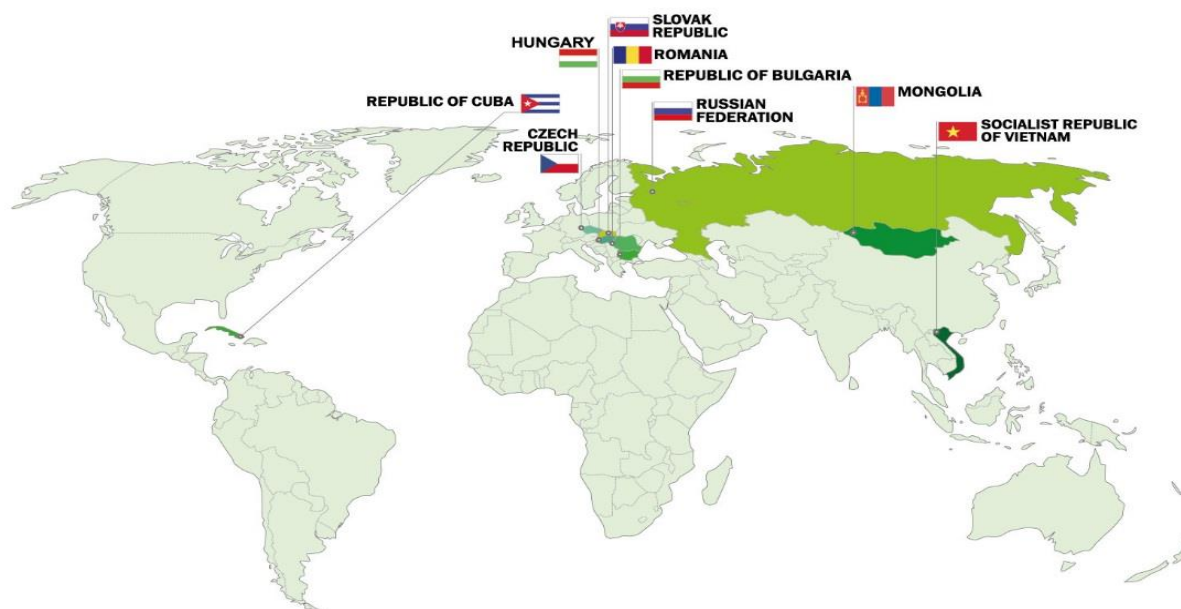 SLOVAK
REPUBLIC
HUNGARY
ROMANIA
REPUBLIC OF BULGARIA
REPUBLIC OF CUBA
RUSSIAN
FEDERATION
MONGOLIA
CZECH
REPUBLIC
SOCIALIST REPUBLIC
OF VIETNAM